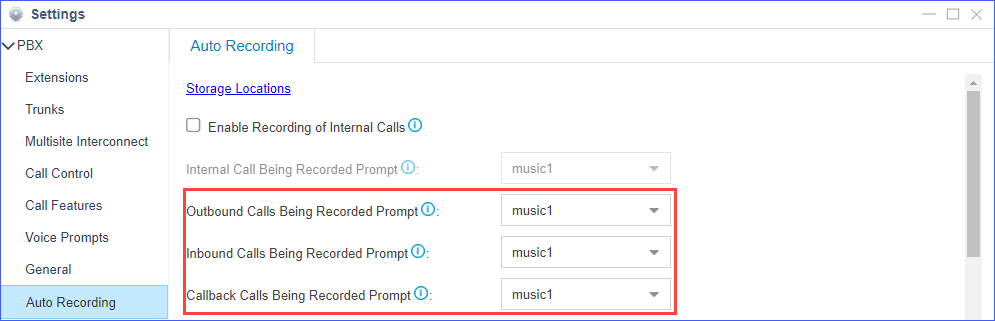 Settings
PBX
Extensions
Trunks
Multisite Interconnect
Call Control
Call Features
Voice Prompts
General
Auto Recording
Auto Recording
Storage Locations
Enable Recording of Internal Calls
Internal Call Being Recorded Prompt : music1
Outbound Calls Being Recorded Prompt : music1
Inbound Calls Being Recorded Prompt : music1
Callback Calls Being Recorded Prompt : music1